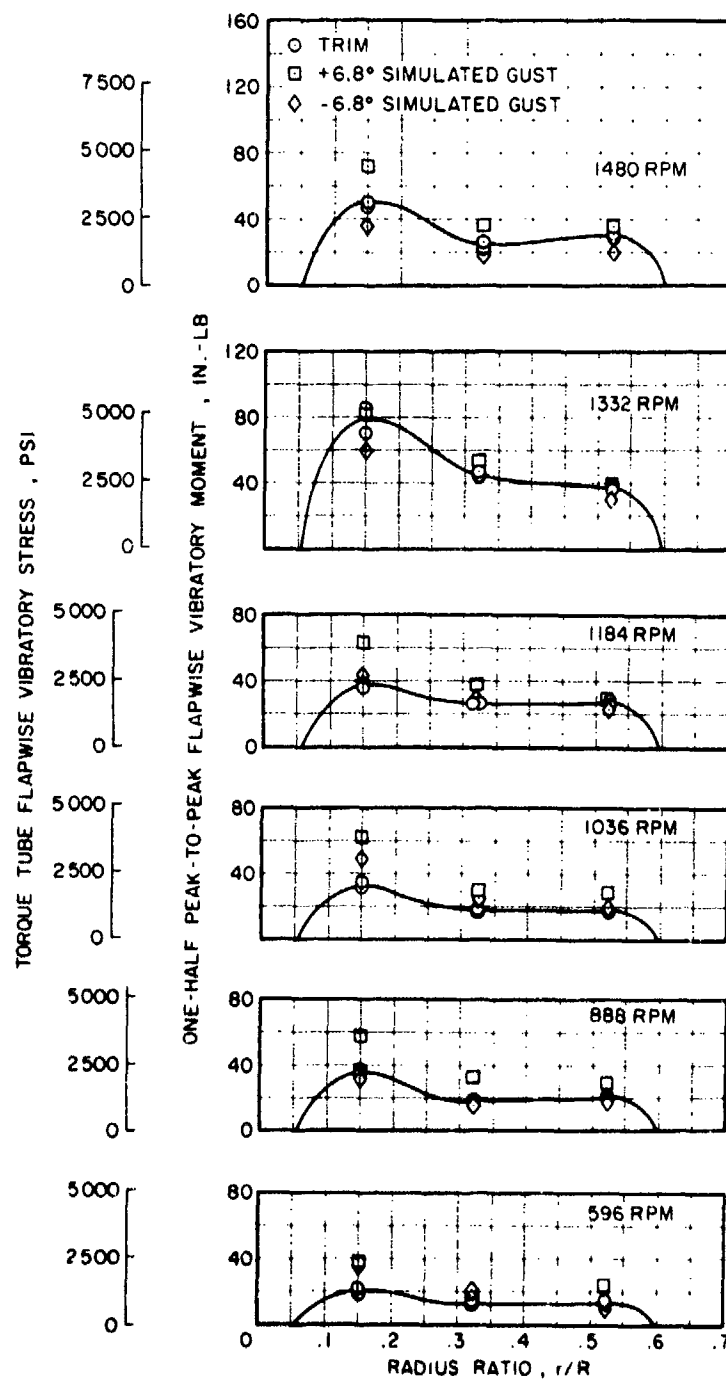 TORQUE TUBE FLAPWISE VIBRATORY STRESS , PSI
ONE-HALF PEAK-TO-PEAK FLAPWISE VIBRATORY MOMENT , IN.-LB
160
TRIM
+6.8° SIMULATED GUST
-6.8° SIMULATED GUST
7500
5000
2500
0
80
40
0
1480 RPM
120
80
40
5000
2500
0
1332 RPM
80
40
0
5000
2500
0
1184 RPM
80
40
5000
2500
0
1036 RPM
80
40
0
5000
2500
0
888 RPM
80
40
5000
2500
0
596 RPM
0 .1 .2 .3 .4 .5 .6 .7
RADIUS RATIO , r/R